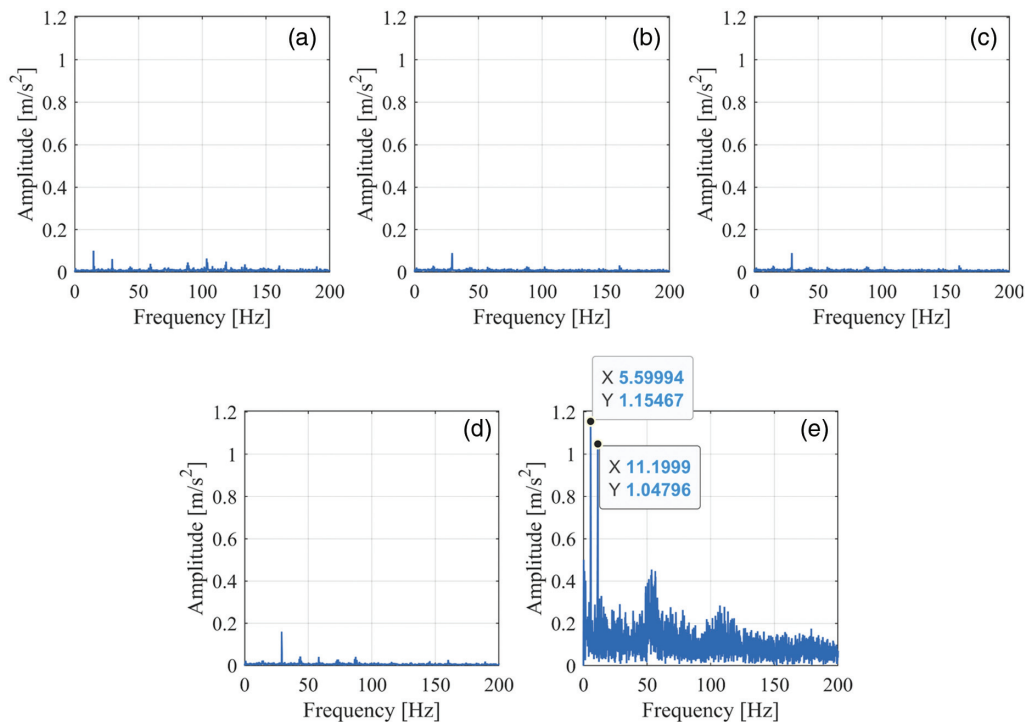 (a)
1.2
1
0.8
0.6
0.4
0.2
0
Amplitude [m/s²]
0 50 100 150 200
Frequency [Hz]
(b)
1.2
1
0.8
0.6
0.4
0.2
0
Amplitude [m/s²]
0 50 100 150 200
Frequency [Hz]
(c)
1.2
1
0.8
0.6
0.4
0.2
0
Amplitude [m/s²]
0 50 100 150 200
Frequency [Hz]
(d)
1.2
1
0.8
0.6
0.4
0.2
0
Amplitude [m/s²]
0 50 100 150 200
Frequency [Hz]
X 5.59994
Y 1.15467
(e)
X 11.1999
Y 1.04796
1.2
1
0.8
0.6
0.4
0.2
0
Amplitude [m/s²]
0 50 100 150 200
Frequency [Hz]